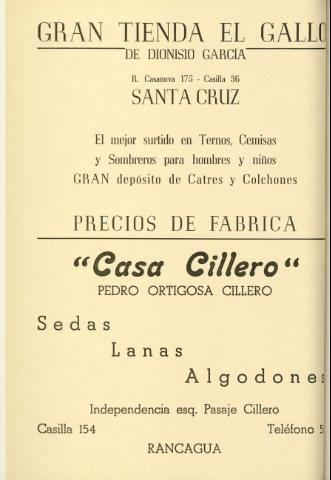 GRAN TIENDA EL GALLO
DE DIONISIO GARCIA
R. Casanova 175 - Casilla 36
SANTA CRUZ
El mejor surtido en Ternos, Cemisas
y Sombreros para hombres y niños
GRAN depósito de Catres y Colchones
PRECIOS DE FABRICA
"Casa Cillero"
PEDRO ORTIGOSA CILLERO
Sedas
Lanas
Algodones
Independencia esq. Pasaje Cillero
Casilla 154 Teléfono
RANCAGUA